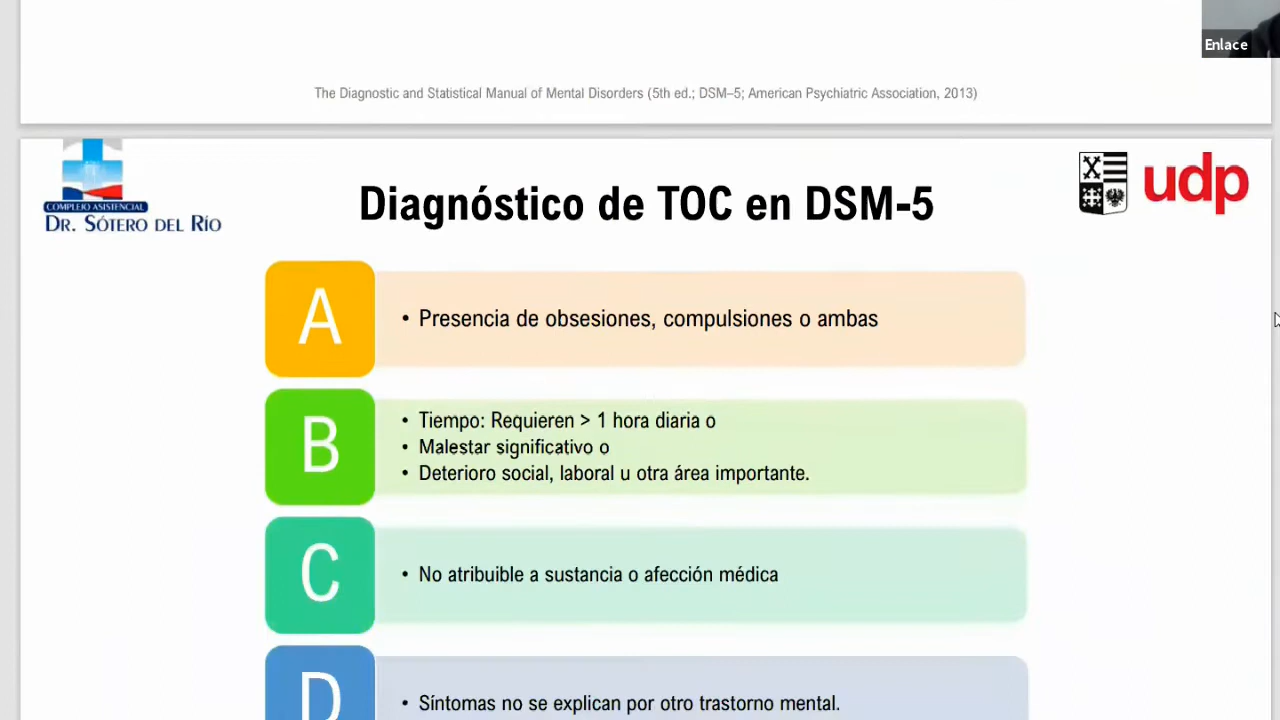 Enlace
The Diagnostic and Statistical Manual of Mental Disorders (5th ed.; DSM–5; American Psychiatric Association, 2013)
COMPLEJO ASISTENCIAL
DR. SÓTERO DEL RÍO
udp
Diagnóstico de TOC en DSM-5
A
• Presencia de obsesiones, compulsiones o ambas
B
• Tiempo: Requieren > 1 hora diaria o
• Malestar significativo o
• Deterioro social, laboral u otra área importante.
C
• No atribuible a sustancia o afección médica
D
• Síntomas no se explican por otro trastorno mental.